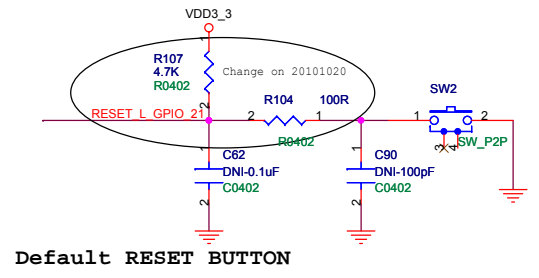 VDD3_3
1
R107
4.7K
R0402
Change on 20101020
2
RESET_L_GPIO_21
2 R104 1 100R
R0402
SW2
1 2
3 4
SW_P2P
1
C62
DNI-0.1uF
C0402
2
1
C90
DNI-100pF
C0402
2
Default RESET BUTTON